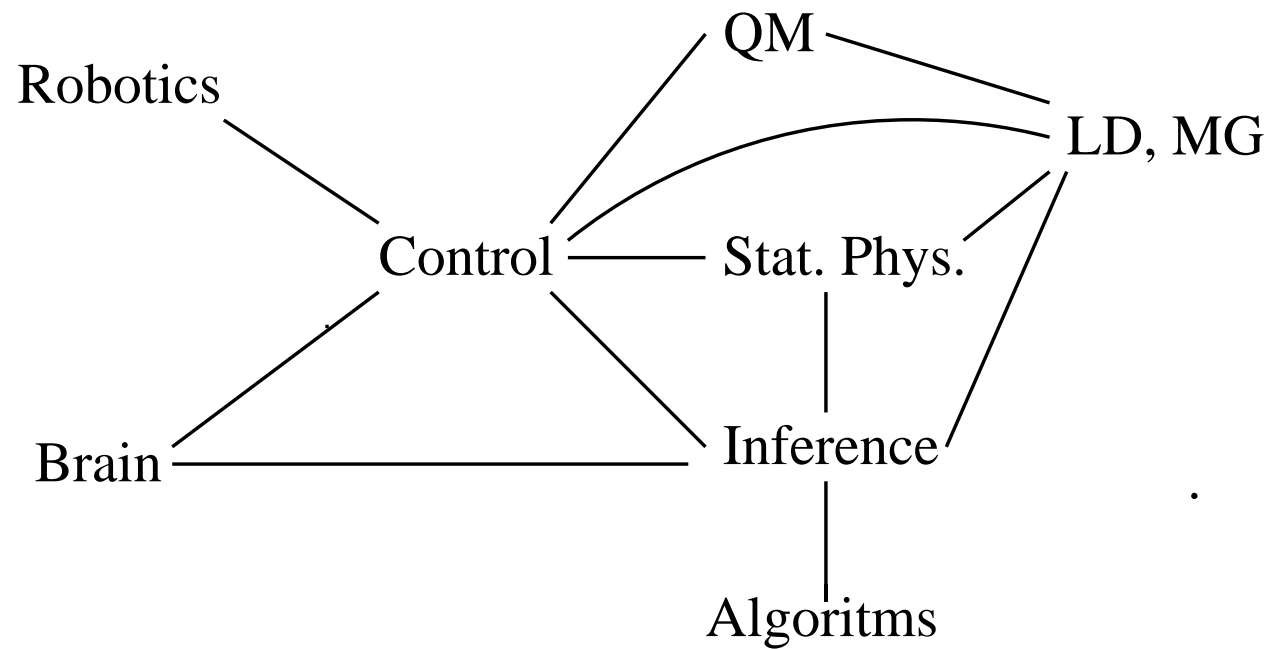 QM
Robotics
LD, MG
Control
Stat. Phys.
Inference
Brain
.
Algoritms